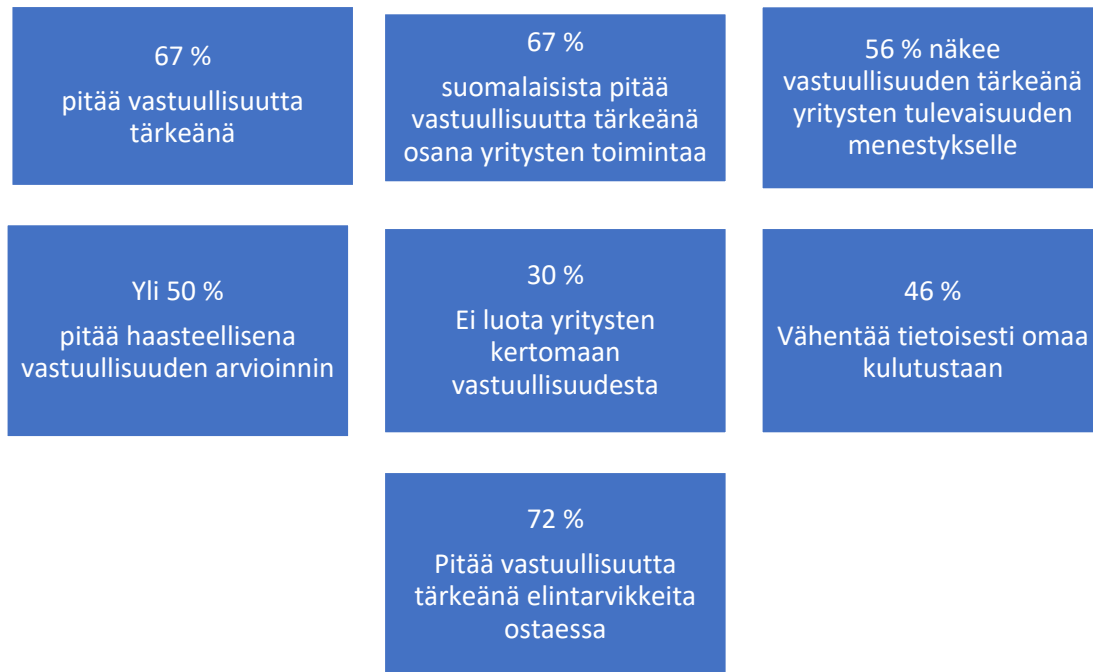 67 %
pitää vastuullisuutta
tärkeänä
67 %
suomalaisista pitää
vastuullisuutta tärkeänä
osana yritysten toimintaa
56 % näkee
vastuullisuuden tärkeänä
yritysten tulevaisuuden
menestykselle
Yli 50 %
pitää haasteellisena
vastuullisuuden arvioinnin
30 %
Ei luota yritysten
kertomaan
vastuullisuudesta
46 %
Vähentää tietoisesti omaa
kulutustaan
72 %
Pitää vastuullisuutta
tärkeänä elintarvikkeita
ostaessa